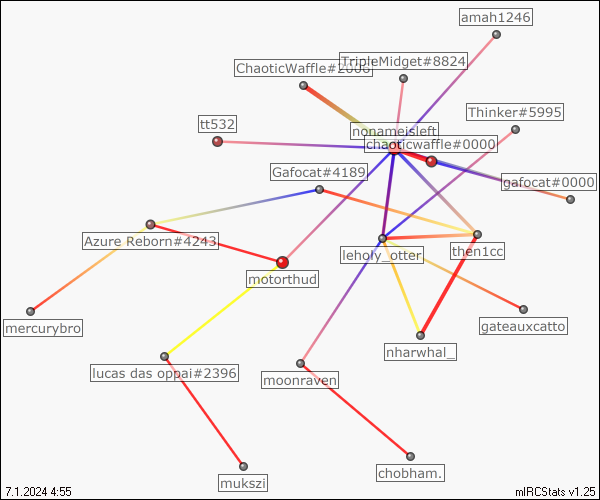 amah1246
TripleMidget#8824
ChaoticWaffle#2006
Thinker#5995
tt532
nonameisleft
chaoticwaffle#0000
Gafocat#4189
gafocat#0000
Azure Reborn#4243
leholy_otter
then1cc
motorthud
mercurybro
gateauxcatto
nharwhal_
lucas das oppai#2396
moonraven
chobham.
mukszi
7.1.2024 4:55
mIRCStats v1.25